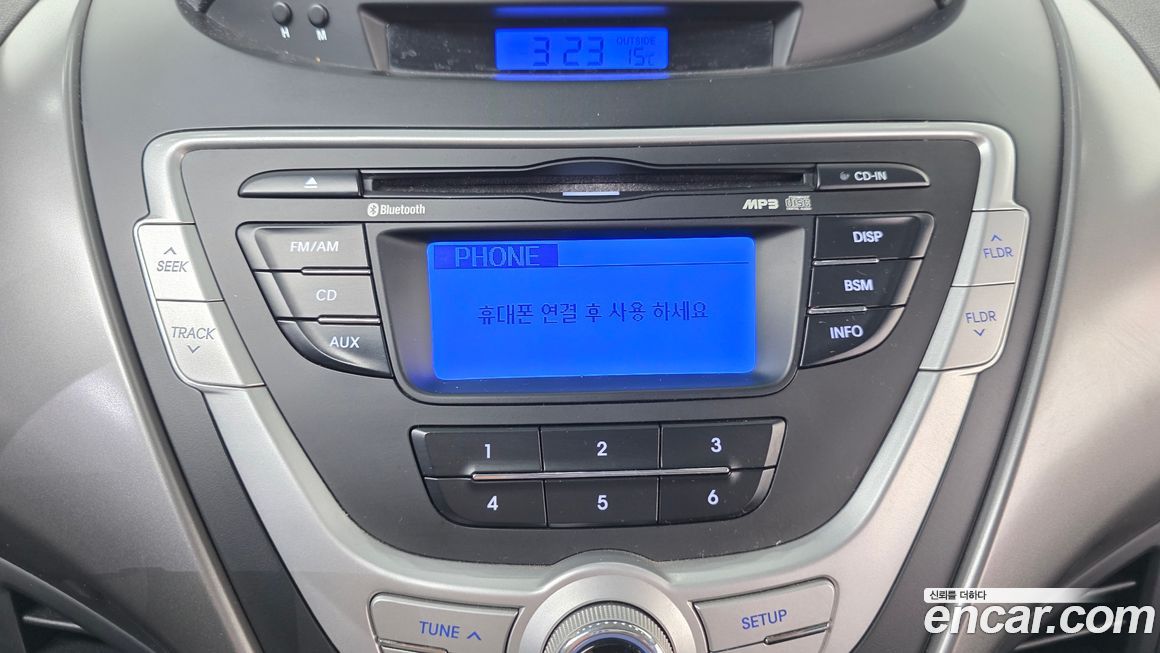 H M
3 23 OUTSIDE 15℃
CD-IN
Bluetooth MP3 disc
SEEK
FM/AM
PHONE
DISP
FLDR
CD
휴대폰 연결 후 사용 하세요
BSM
TRACK
AUX
INFO
FLDR
1 2 3
4 5 6
TUNE
SETUP
신뢰를 더하다
encar.com